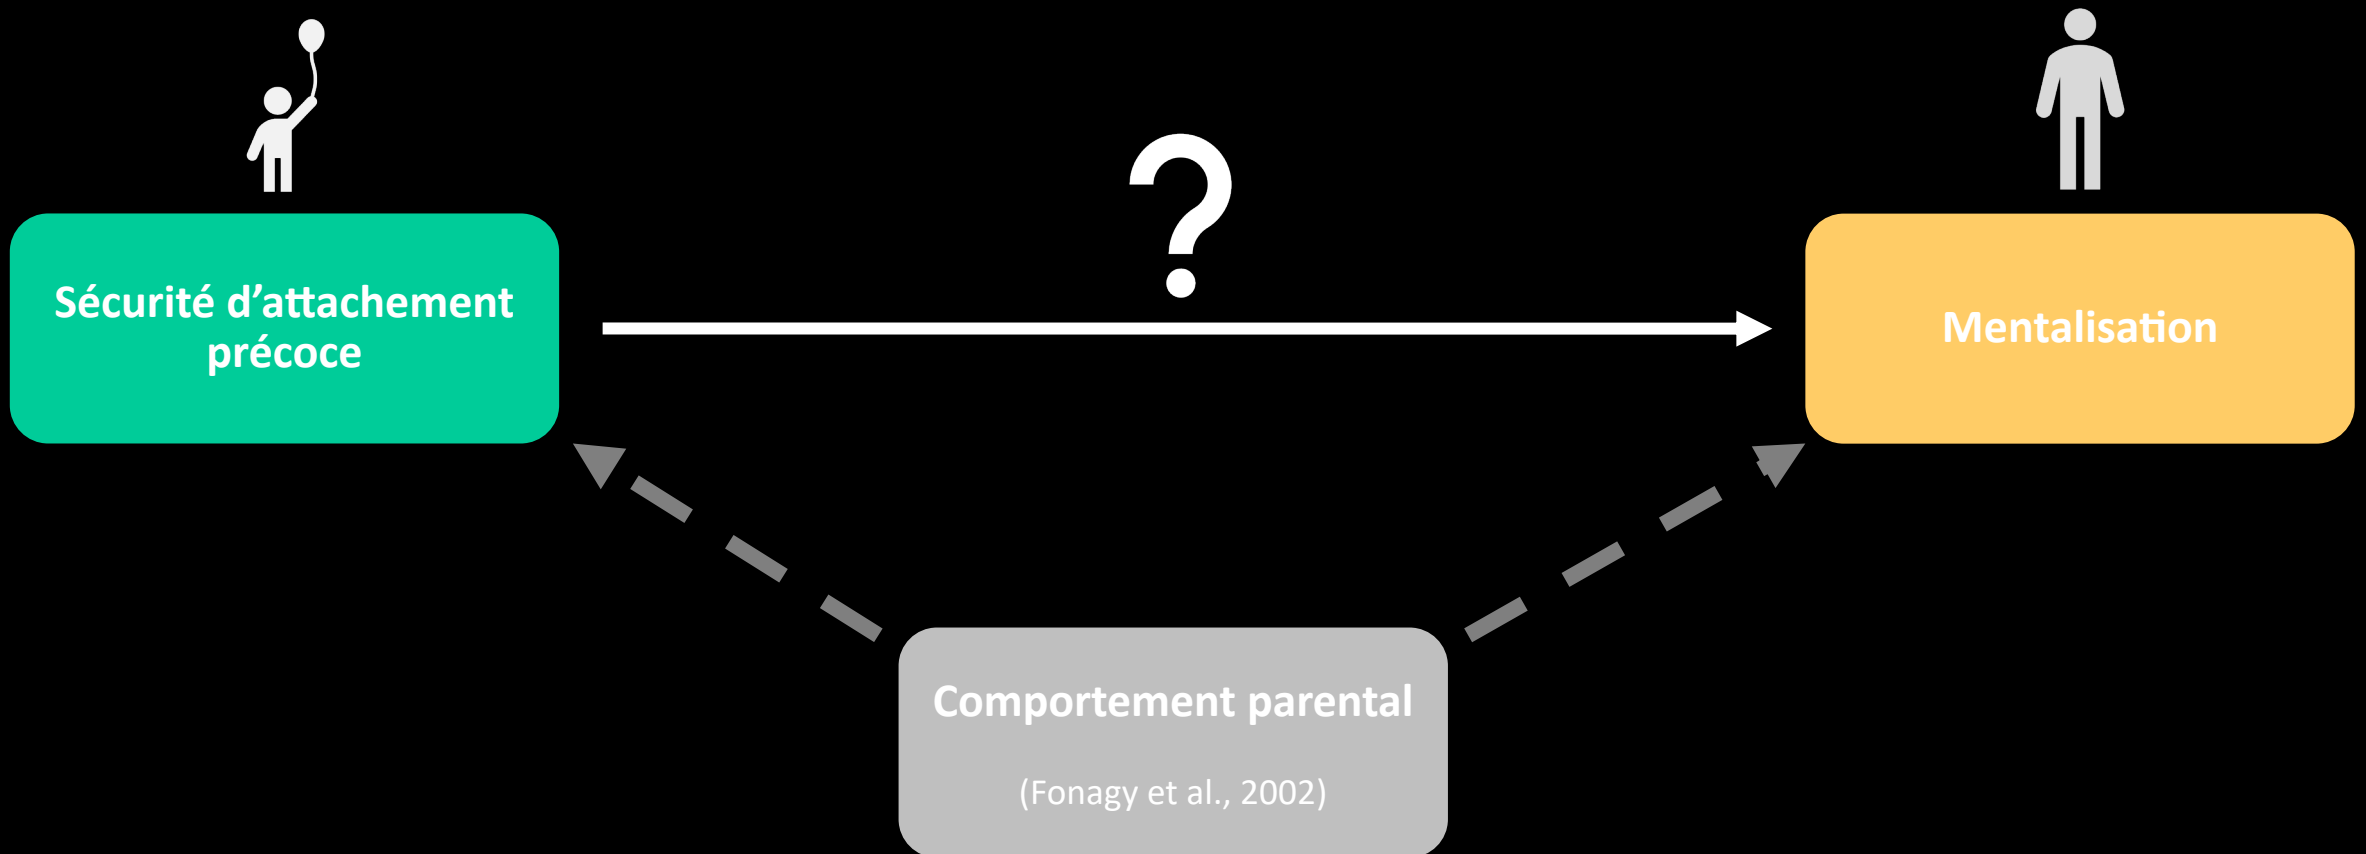 ?
Sécurité d'attachement
précoce
Mentalisation
Comportement parental
(Fonagy et al., 2002)